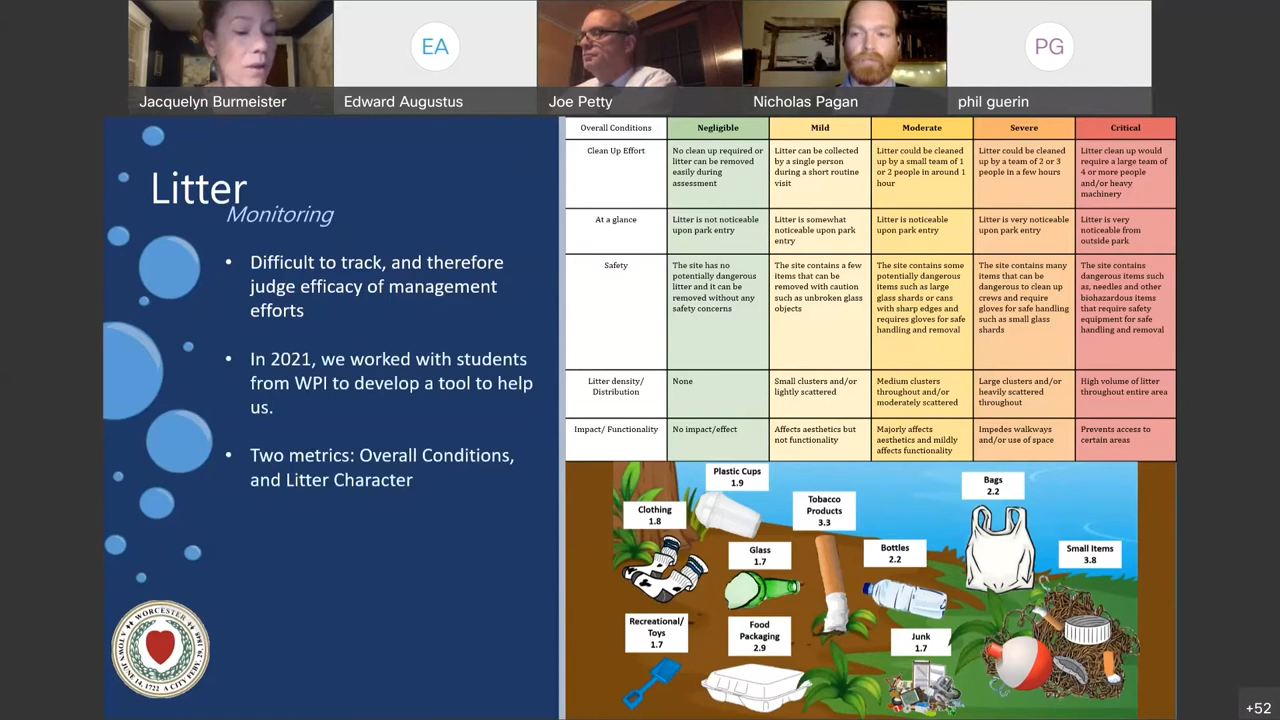 Jacquelyn Burmeister
EA
Edward Augustus
Joe Petty
Nicholas Pagan
PG
phil guerin
Litter
Monitoring
• Difficult to track, and therefore
judge efficacy of management
efforts
• In 2021, we worked with students
from WPI to develop a tool to help
us.
• Two metrics: Overall Conditions,
and Litter Character
Overall Conditions
Negligible
Mild
Moderate
Severe
Critical
Clean Up Effort
No clean up required or
litter can be removed
easily during
assessment
Litter can be collected
by a single person
during a short routine
visit
Litter could be cleaned
up by a small team of 1
or 2 people in around 1
hour
Litter could be cleaned
up by a team of 2 or 3
people in a few hours
Litter clean up would
require a large team of
4 or more people
and/or heavy
machinery
At a glance
Litter is not noticeable
upon park entry
Litter is somewhat
noticeable upon park
entry
Litter is noticeable
upon park entry
Litter is very noticeable
upon park entry
Litter is very
noticeable from
outside park
Safety
The site has no
potentially dangerous
litter and it can be
removed without any
safety concerns
The site contains a few
items that can be
removed with caution
such as unbroken glass
objects
The site contains some
potentially dangerous
items such as large
glass shards or cans
with sharp edges and
requires gloves for safe
handling and removal
The site contains many
items that can be
dangerous to clean up
crews and require
gloves for safe handling
such as small glass
shards
The site contains
dangerous items such
as, needles and other
biohazardous items
that require safety
equipment for safe
handling and removal
Litter density/
Distribution
None
Small clusters and/or
lightly scattered
Medium clusters
throughout and/or
moderately scattered
Large clusters and/or
heavily scattered
throughout
High volume of litter
throughout entire area
Impact/ Functionality
No impact/effect
Affects aesthetics but
not functionality
Majorly affects
aesthetics and mildly
affects functionality
Impedes walkways
and/or use of space
Prevents access to
certain areas
Plastic Cups
1.9
Bags
2.2
Tobacco
Products
3.3
Clothing
1.8
Glass
1.7
Bottles
2.2
Small Items
3.8
Recreational/
Toys
1.7
Food
Packaging
2.9
Junk
1.7
WORCESTER
A TOWN JUNE 14, 1722 A CITY FEB. 29, 1848
+52